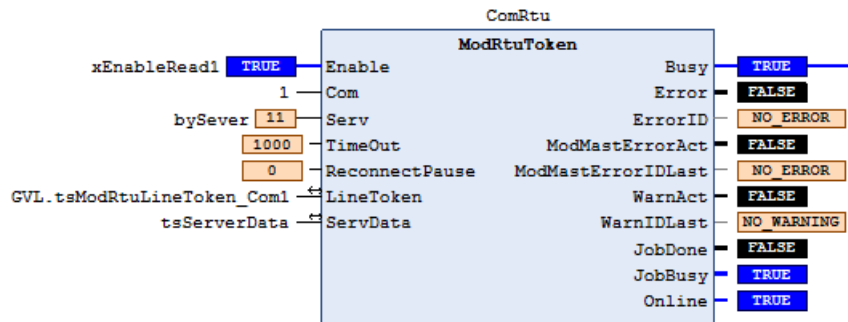 ComRtu
ModRtuToken
xEnableRead1 TRUE Enable Busy TRUE
1 Com Error FALSE
bySever 11 Serv ErrorID NO_ERROR
1000 TimeOut ModMastErrorAct FALSE
0 ReconnectPause ModMastErrorIDLast NO_ERROR
GVL.tsModRtuLineToken_Com1 LineToken WarnAct FALSE
tsServerData ServData WarnIDLast NO_WARNING
JobDone FALSE
JobBusy TRUE
Online TRUE